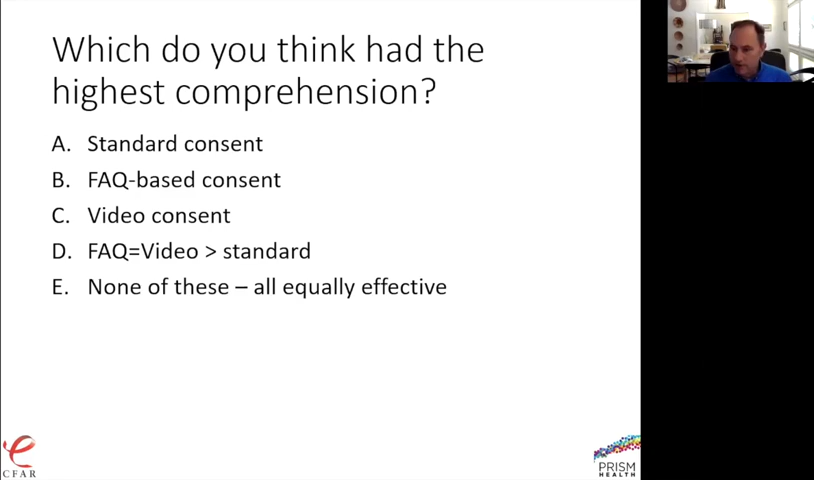 Which do you think had the
highest comprehension?
A. Standard consent
B. FAQ-based consent
C. Video consent
D. FAQ=Video > standard
E. None of these – all equally effective
CFAR
PRISM
HEALTH